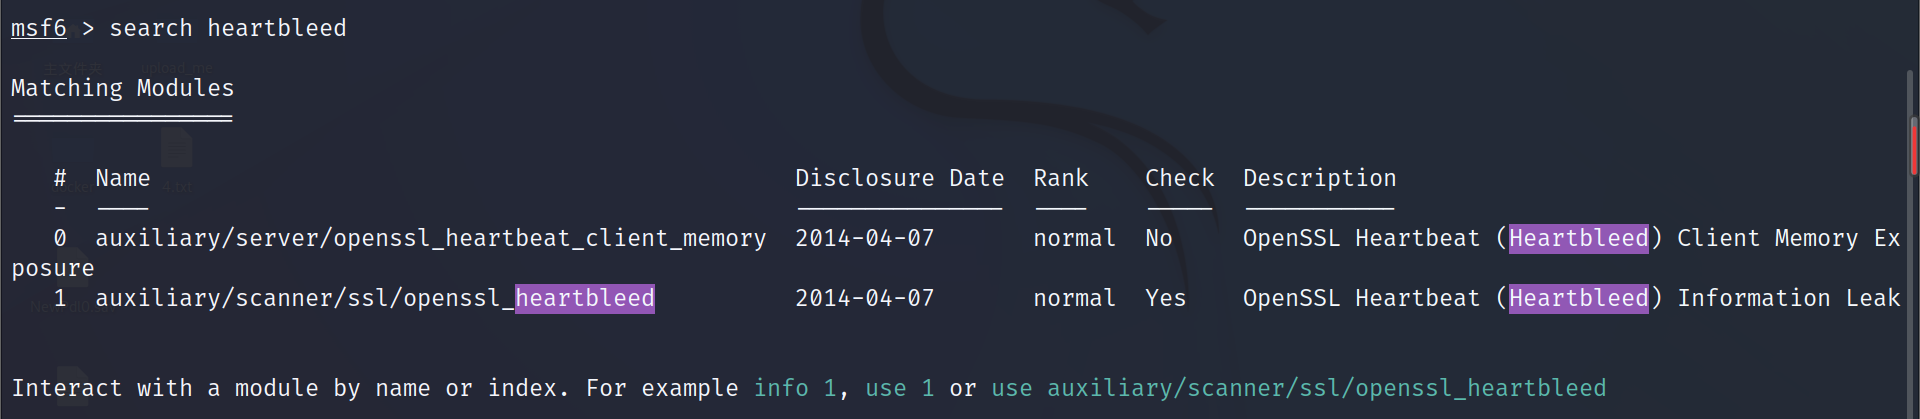 msf6 > search heartbleed
Matching Modules
================
# Name Disclosure Date Rank Check Description
- ---- --------------- ---- ----- -----------
0 auxiliary/server/openssl_heartbeat_client_memory 2014-04-07 normal No OpenSSL Heartbeat (Heartbleed) Client Memory Ex
posure
1 auxiliary/scanner/ssl/openssl_heartbleed 2014-04-07 normal Yes OpenSSL Heartbeat (Heartbleed) Information Leak
Interact with a module by name or index. For example info 1, use 1 or use auxiliary/scanner/ssl/openssl_heartbleed